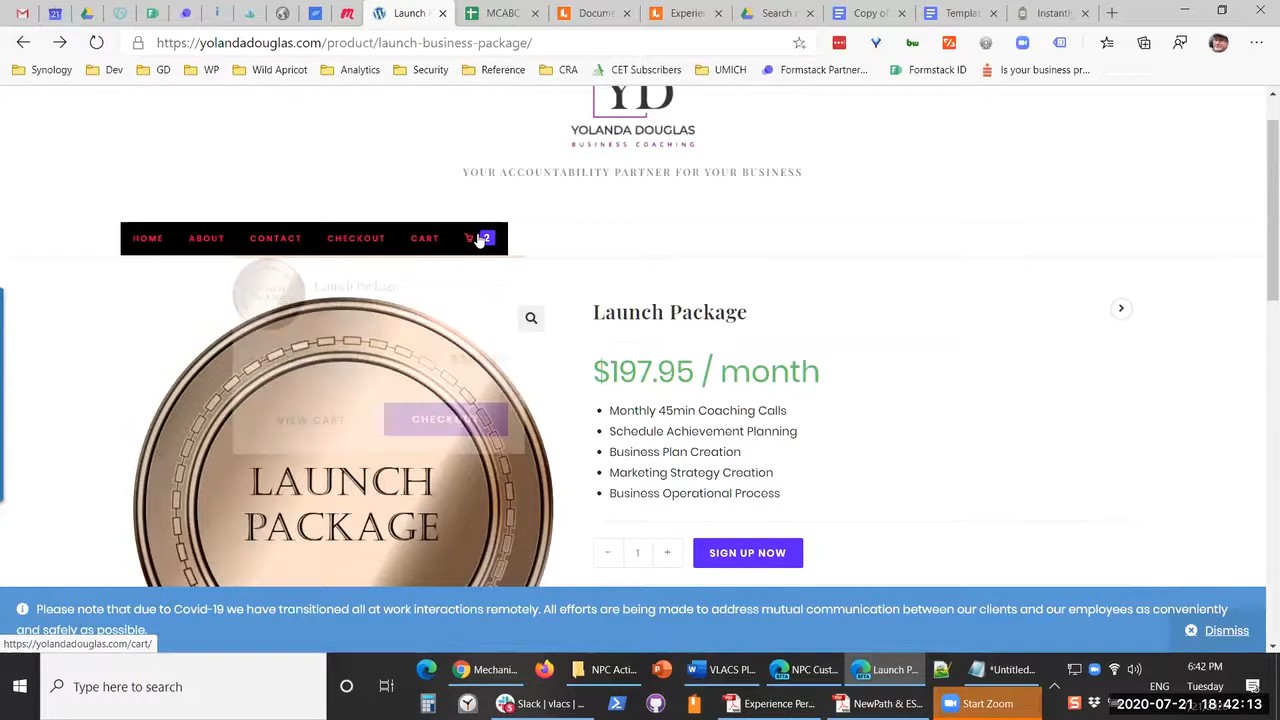 Launch
MCABC
Docume
Experie
Search
Copy of
Templat
Instant
https://yolandadouglas.com/product/launch-business-package/
Synology
Dev
GD
WP
Wild Apricot
Analytics
Security
Reference
CRA
CET Subscribers
UMICH
Formstack Partner...
Formstack ID
Is your business pr...
YD
YOLANDA DOUGLAS
BUSINESS COACHING
YOUR ACCOUNTABILITY PARTNER FOR YOUR BUSINESS
HOME ABOUT CONTACT CHECKOUT CART 2
Launch Package
VIEW CART
CHECKOUT
LAUNCH
PACKAGE
Launch Package
$197.95 / month
Monthly 45min Coaching Calls
Schedule Achievement Planning
Business Plan Creation
Marketing Strategy Creation
Business Operational Process
- 1 +
SIGN UP NOW
Please note that due to Covid-19 we have transitioned all at work interactions remotely. All efforts are being made to address mutual communication between our clients and our employees as conveniently
and safely as possible.
Dismiss
https://yolandadouglas.com/cart/
Type here to search
Mechani...
NPC Acti...
VLACS Pl...
NPC Cust...
Launch P...
*Untitled...
Slack | vlacs |...
Experience Per...
NewPath & ES...
Start Zoom
ENG
6:42 PM
Tuesday
2020-07-21 18:42:13